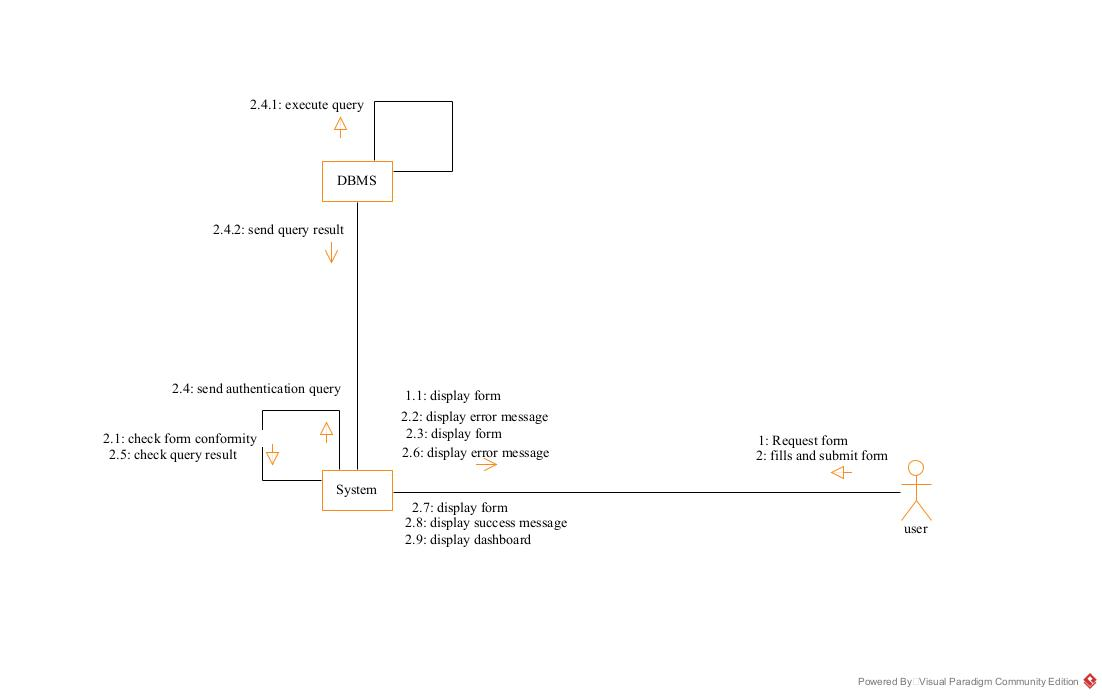 2.4.1: execute query
DBMS
2.4.2: send query result
2.4: send authentication query
1.1: display form
2.2: display error message
2.3: display form
2.6: display error message
2.1: check form conformity
2.5: check query result
1: Request form
2: fills and submit form
System
2.7: display form
2.8: display success message
2.9: display dashboard
user
Powered By Visual Paradigm Community Edition